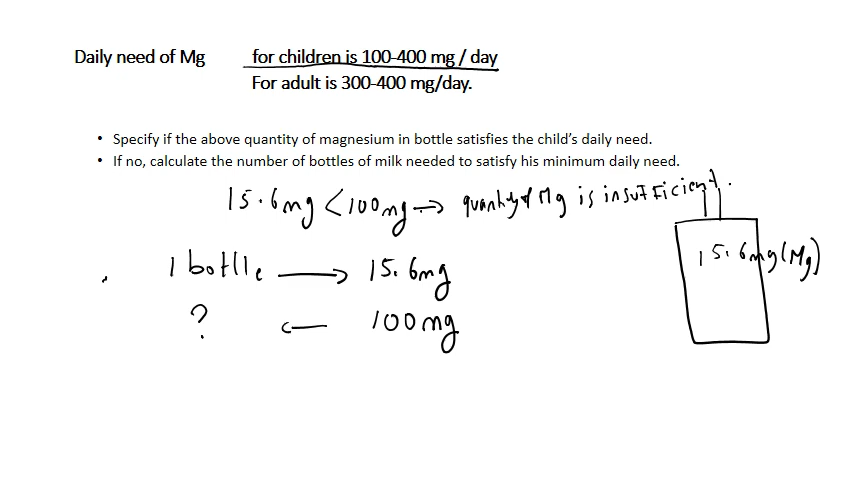 Daily need of Mg for children is 100-400 mg / day
For adult is 300-400 mg/day.
• Specify if the above quantity of magnesium in bottle satisfies the child's daily need.
• If no, calculate the number of bottles of milk needed to satisfy his minimum daily need.
15.6mg < 100mg → quantity of Mg is insufficient.
15.6mg (Mg)
1 bottle → 15.6mg
? ← 100mg